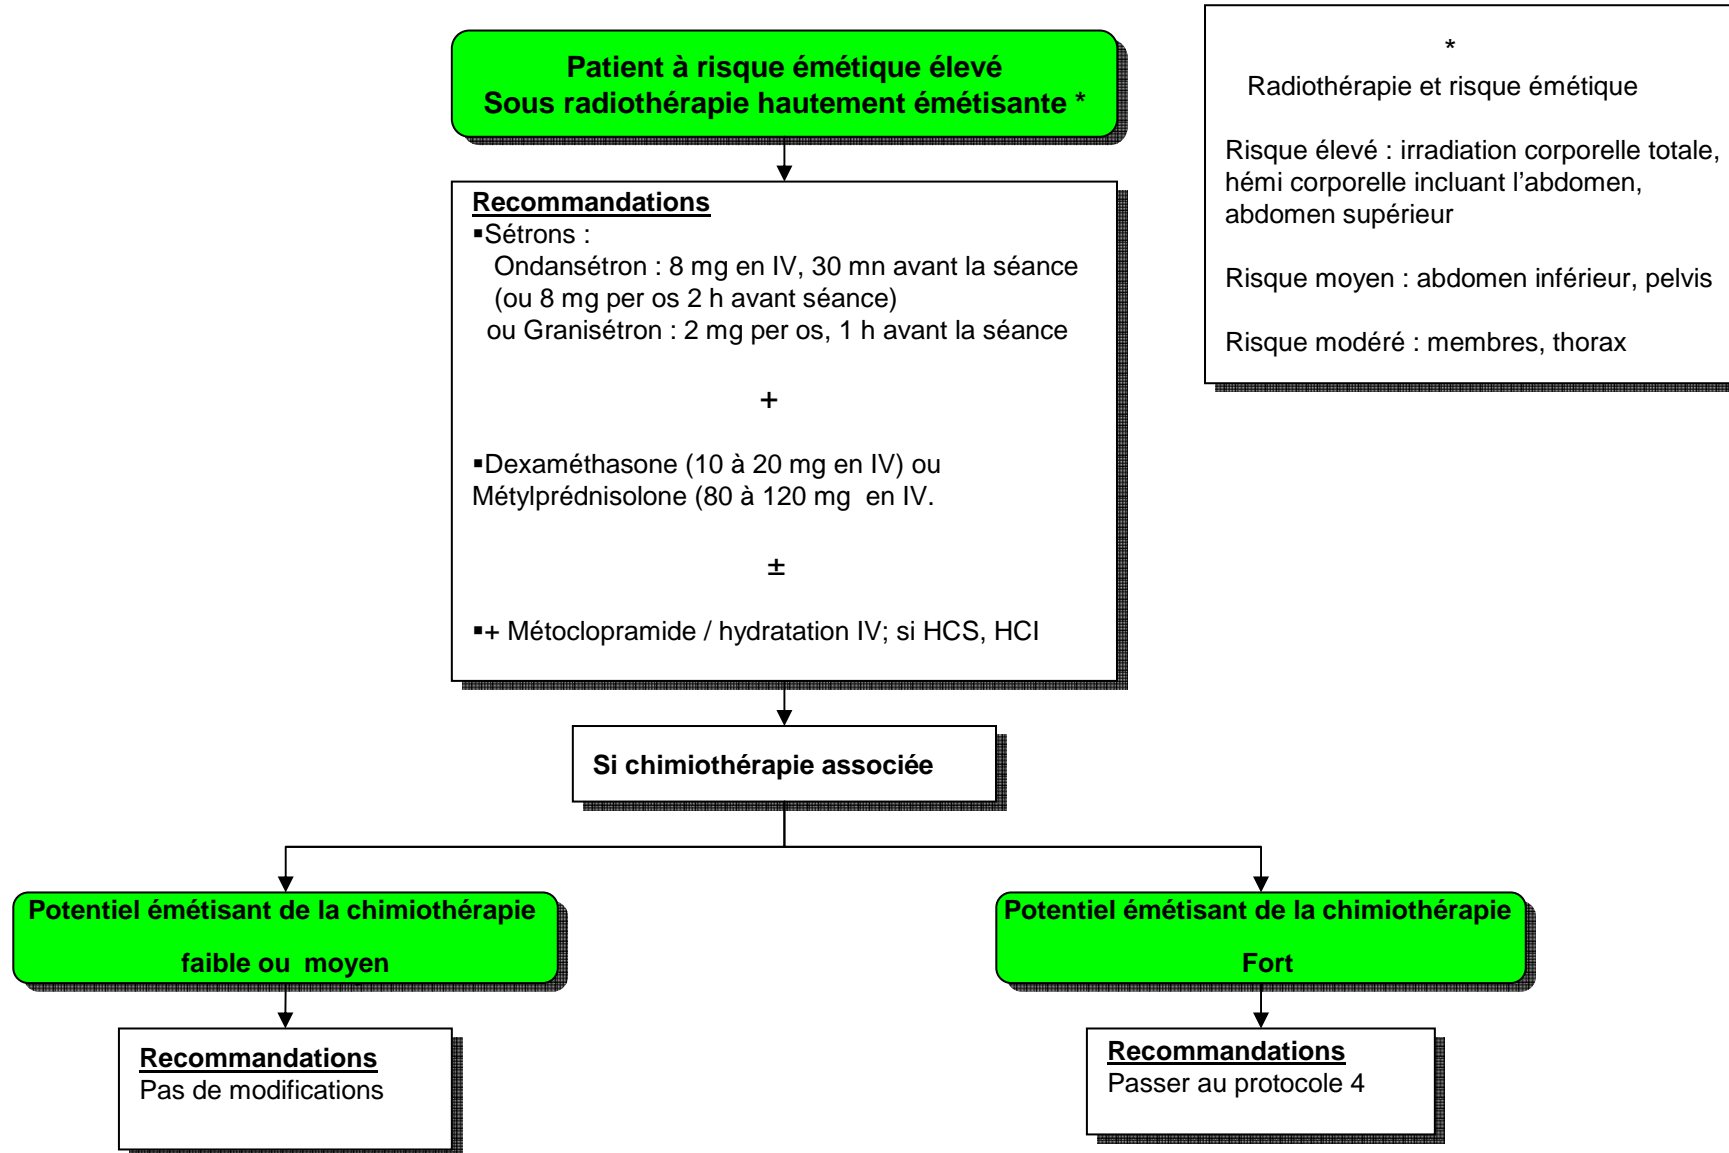 Patient à risque émétique élevé
Sous radiothérapie hautement émétisante *
*
Radiothérapie et risque émétique
Risque élevé : irradiation corporelle totale,
hémi corporelle incluant l'abdomen,
abdomen supérieur
Risque moyen : abdomen inférieur, pelvis
Risque modéré : membres, thorax
Recommandations
▪Sétrons :
Ondansétron : 8 mg en IV, 30 mn avant la séance
(ou 8 mg per os 2 h avant séance)
ou Granisétron : 2 mg per os, 1 h avant la séance
+
▪Dexaméthasone (10 à 20 mg en IV) ou
Métylprédnisolone (80 à 120 mg  en IV.
±
▪+ Métoclopramide / hydratation IV; si HCS, HCI
Si chimiothérapie associée
Potentiel émétisant de la chimiothérapie
faible ou  moyen
Potentiel émétisant de la chimiothérapie
Fort
Recommandations
Pas de modifications
Recommandations
Passer au protocole 4